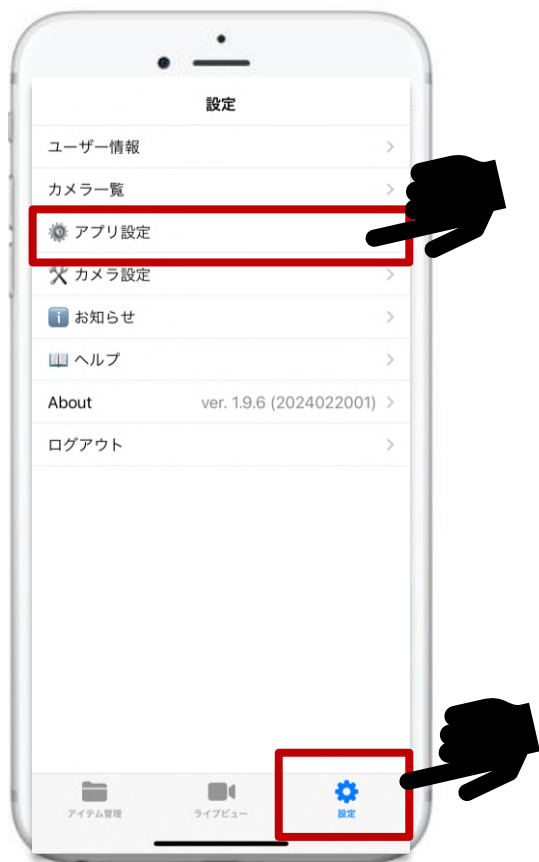 設定
ユーザー情報
カメラ一覧
アプリ設定
カメラ設定
お知らせ
ヘルプ
About ver. 1.9.6 (2024022001)
ログアウト
アイテム管理 ライブビュー 設定